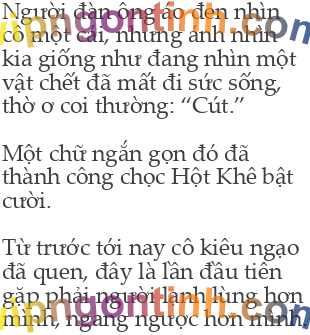 Người đàn ông áo đen nhìn
cô một cái, nhưng ánh nhìn
kia giống như đang nhìn một
vật chết đã mất đi sức sống,
thờ ơ coi thường: “Cút.”
Một chữ ngắn gọn đó đã
thành công chọc Hột Khê bật
cười.
Từ trước tới nay cô kiêu ngạo
đã quen, đây là lần đầu tiên
gặp phải người lạnh lùng hơn
mình, ngang ngược hơn mình,